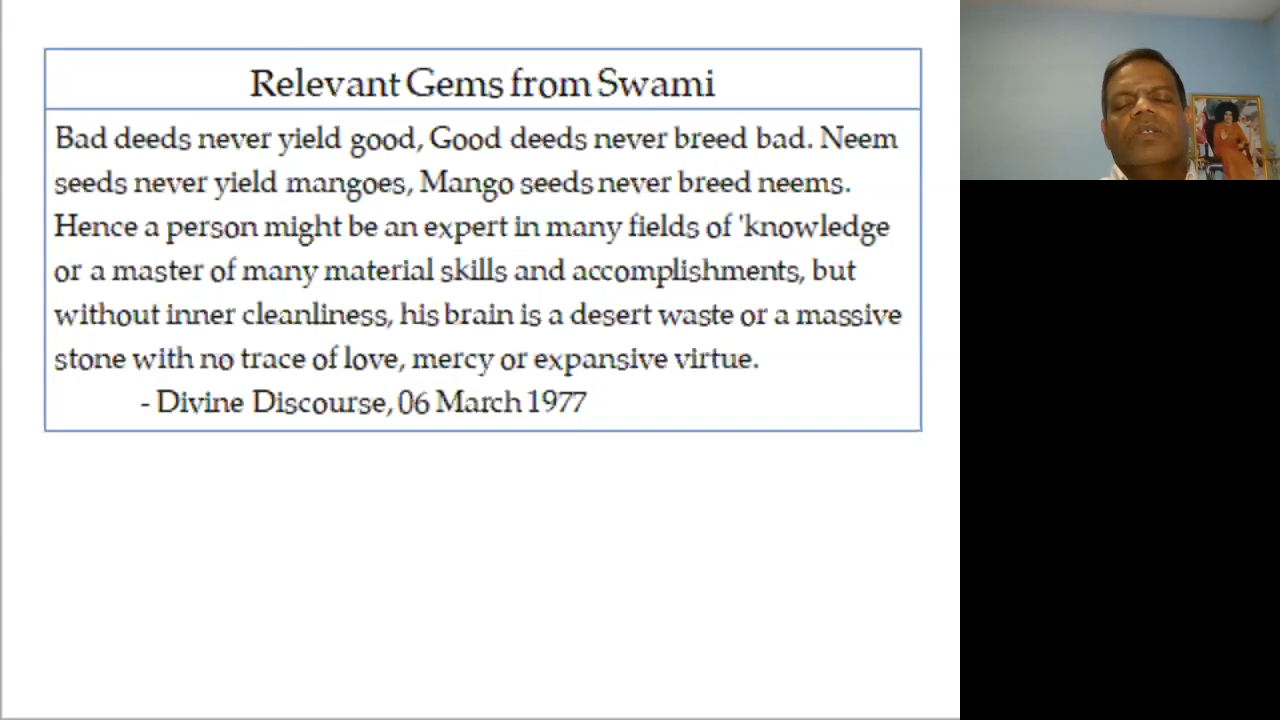 Relevant Gems from Swami
Bad deeds never yield good, Good deeds never breed bad. Neem
seeds never yield mangoes, Mango seeds never breed neems.
Hence a person might be an expert in many fields of 'knowledge
or a master of many material skills and accomplishments, but
without inner cleanliness, his brain is a desert waste or a massive
stone with no trace of love, mercy or expansive virtue.
- Divine Discourse, 06 March 1977